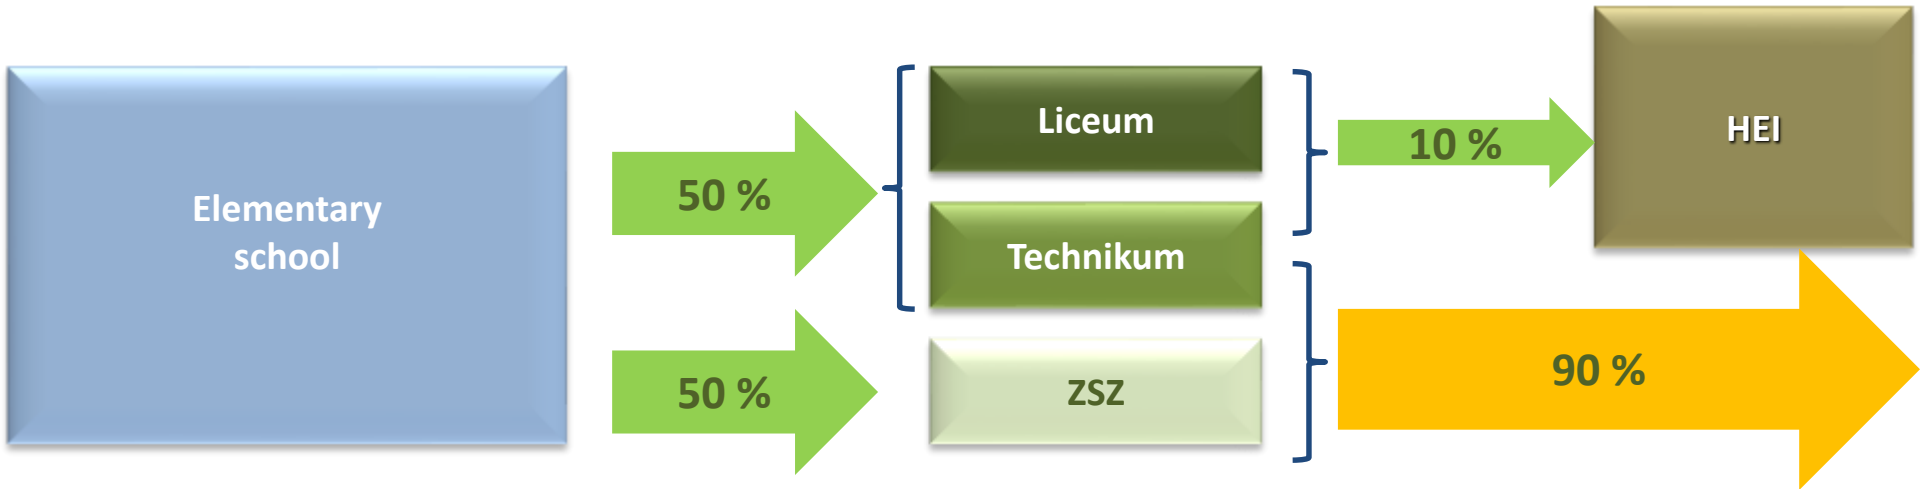 Elementary
school
50 %
50 %
Liceum
Technikum
ZSZ
10 %
90 %
HEI